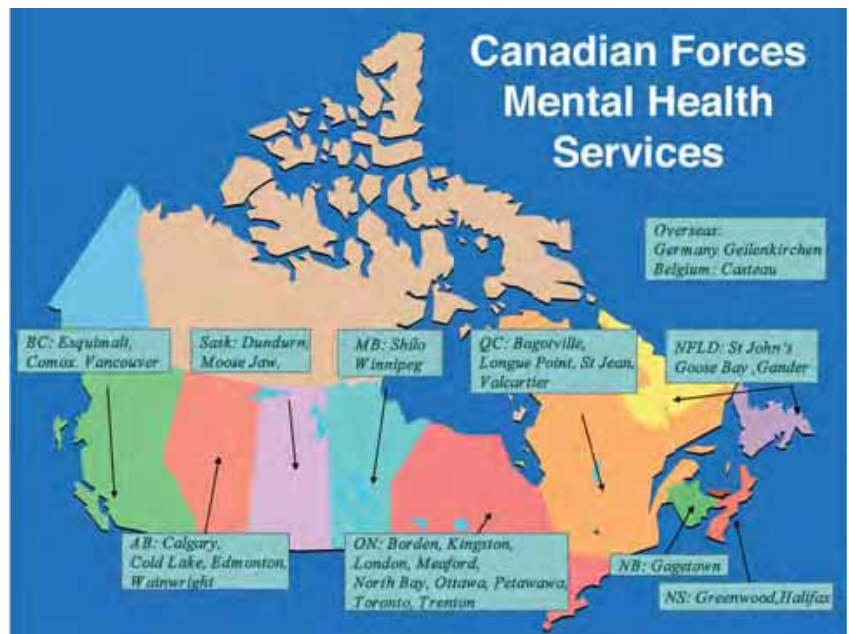 Canadian Forces
Mental Health
Services
Overseas:
Germany Geilenkirchen
Belgium: Casteau
BC: Esquimalt,
Comox. Vancouver
Sask: Dundurn,
Moose Jaw,
MB: Shilo
Winnipeg
QC: Bagotville,
Longue Point, St Jean,
Valcartier
NFLD: St John's
Goose Bay ,Gander
AB: Calgary,
Cold Lake, Edmonton,
Wainwright
ON: Borden, Kingston,
London, Meaford,
North Bay, Ottawa, Petawawa,
Toronto, Trenton
NB: Gagetown
NS: Greenwood,Halifax